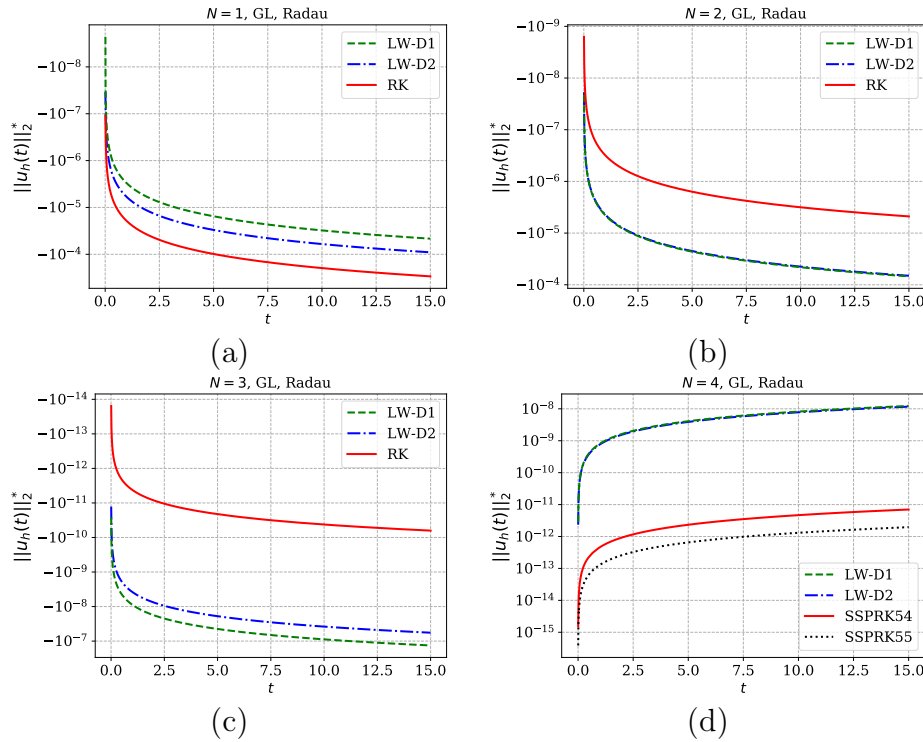 N = 1, GL, Radau
||u_h(t)||_2^*
−10^{−8}
−10^{−7}
−10^{−6}
−10^{−5}
−10^{−4}
LW-D1
LW-D2
RK
0.0 2.5 5.0 7.5 10.0 12.5 15.0
t
(a)
N = 2, GL, Radau
||u_h(t)||_2^*
−10^{−9}
−10^{−8}
−10^{−7}
−10^{−6}
−10^{−5}
−10^{−4}
LW-D1
LW-D2
RK
0.0 2.5 5.0 7.5 10.0 12.5 15.0
t
(b)
N = 3, GL, Radau
||u_h(t)||_2^*
−10^{−14}
−10^{−13}
−10^{−12}
−10^{−11}
−10^{−10}
−10^{−9}
−10^{−8}
−10^{−7}
LW-D1
LW-D2
RK
0.0 2.5 5.0 7.5 10.0 12.5 15.0
t
(c)
N = 4, GL, Radau
||u_h(t)||_2^*
10^{−8}
10^{−9}
10^{−10}
10^{−11}
10^{−12}
10^{−13}
10^{−14}
10^{−15}
LW-D1
LW-D2
SSPRK54
SSPRK55
0.0 2.5 5.0 7.5 10.0 12.5 15.0
t
(d)